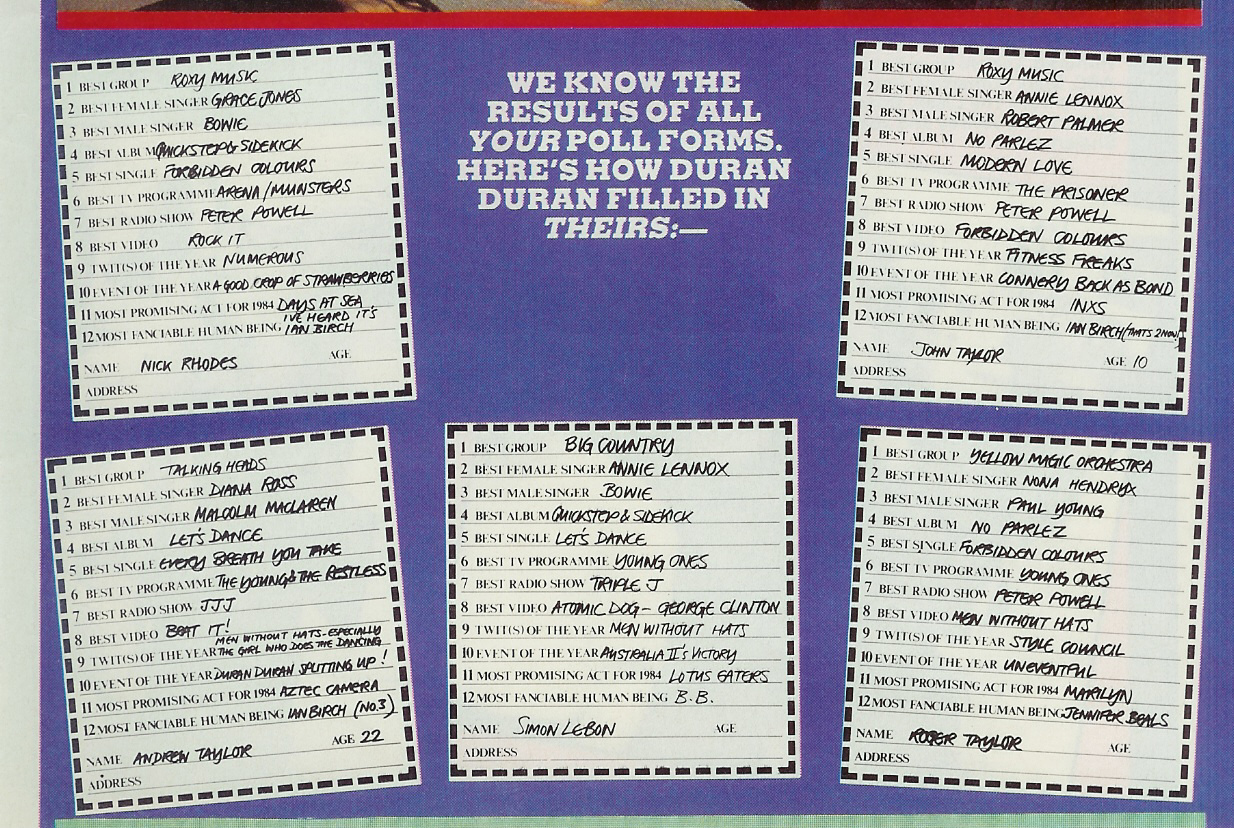 WE KNOW THE
RESULTS OF ALL
YOUR POLL FORMS.
HERE'S HOW DURAN
DURAN FILLED IN
THEIRS:—
1 BEST GROUP ROXY MUSIC
2 BEST FEMALE SINGER GRACE JONES
3 BEST MALE SINGER BOWIE
4 BEST ALBUM QUICKSTEP & SIDEKICK
5 BEST SINGLE FORBIDDEN COLOURS
6 BEST TV PROGRAMME ARENA/MUNSTERS
7 BEST RADIO SHOW PETER POWELL
8 BEST VIDEO ROCK IT
9 TWIT(S) OF THE YEAR NUMEROUS
10 EVENT OF THE YEAR A GOOD CROP OF STRAWBERRIES
11 MOST PROMISING ACT FOR 1984 DAYS AT SEA
I'VE HEARD IT'S
12 MOST FANCIABLE HUMAN BEING IAN BIRCH
NAME NICK RHODES AGE
ADDRESS
1 BEST GROUP ROXY MUSIC
2 BEST FEMALE SINGER ANNIE LENNOX
3 BEST MALE SINGER ROBERT PALMER
4 BEST ALBUM NO PARLEZ
5 BEST SINGLE MODERN LOVE
6 BEST TV PROGRAMME THE PRISONER
7 BEST RADIO SHOW PETER POWELL
8 BEST VIDEO FORBIDDEN COLOURS
9 TWIT(S) OF THE YEAR FITNESS FREAKS
10 EVENT OF THE YEAR CONNERY BACK AS BOND
11 MOST PROMISING ACT FOR 1984 INXS
12 MOST FANCIABLE HUMAN BEING IAN BIRCH (THATS 2 NOW!)
NAME JOHN TAYLOR AGE 10
ADDRESS
1 BEST GROUP TALKING HEADS
2 BEST FEMALE SINGER DIANA ROSS
3 BEST MALE SINGER MALCOLM MACLAREN
4 BEST ALBUM LET'S DANCE
5 BEST SINGLE EVERY BREATH YOU TAKE
6 BEST TV PROGRAMME THE YOUNG & THE RESTLESS
7 BEST RADIO SHOW JJJ
8 BEST VIDEO BEAT IT!
MEN WITHOUT HATS - ESPECIALLY
9 TWIT(S) OF THE YEAR THE GIRL WHO DOES THE DANCING
10 EVENT OF THE YEAR DURAN DURAN SPLITTING UP!
11 MOST PROMISING ACT FOR 1984 AZTEC CAMERA
12 MOST FANCIABLE HUMAN BEING IAN BIRCH (NO.3)
NAME ANDREW TAYLOR AGE 22
ADDRESS
1 BEST GROUP BIG COUNTRY
2 BEST FEMALE SINGER ANNIE LENNOX
3 BEST MALE SINGER BOWIE
4 BEST ALBUM QUICKSTEP & SIDEKICK
5 BEST SINGLE LET'S DANCE
6 BEST TV PROGRAMME YOUNG ONES
7 BEST RADIO SHOW TRIPLE J
8 BEST VIDEO ATOMIC DOG - GEORGE CLINTON
9 TWIT(S) OF THE YEAR MEN WITHOUT HATS
10 EVENT OF THE YEAR AUSTRALIA II'S VICTORY
11 MOST PROMISING ACT FOR 1984 LOTUS EATERS
12 MOST FANCIABLE HUMAN BEING B.B.
NAME SIMON LEBON AGE
ADDRESS
1 BEST GROUP YELLOW MAGIC ORCHESTRA
2 BEST FEMALE SINGER NONA HENDRYX
3 BEST MALE SINGER PAUL YOUNG
4 BEST ALBUM NO PARLEZ
5 BEST SINGLE FORBIDDEN COLOURS
6 BEST TV PROGRAMME YOUNG ONES
7 BEST RADIO SHOW PETER POWELL
8 BEST VIDEO MEN WITHOUT HATS
9 TWIT(S) OF THE YEAR STYLE COUNCIL
10 EVENT OF THE YEAR UNEVENTFUL
11 MOST PROMISING ACT FOR 1984 MARILYN
12 MOST FANCIABLE HUMAN BEING JENNIFER BEALS
NAME ROGER TAYLOR AGE
ADDRESS